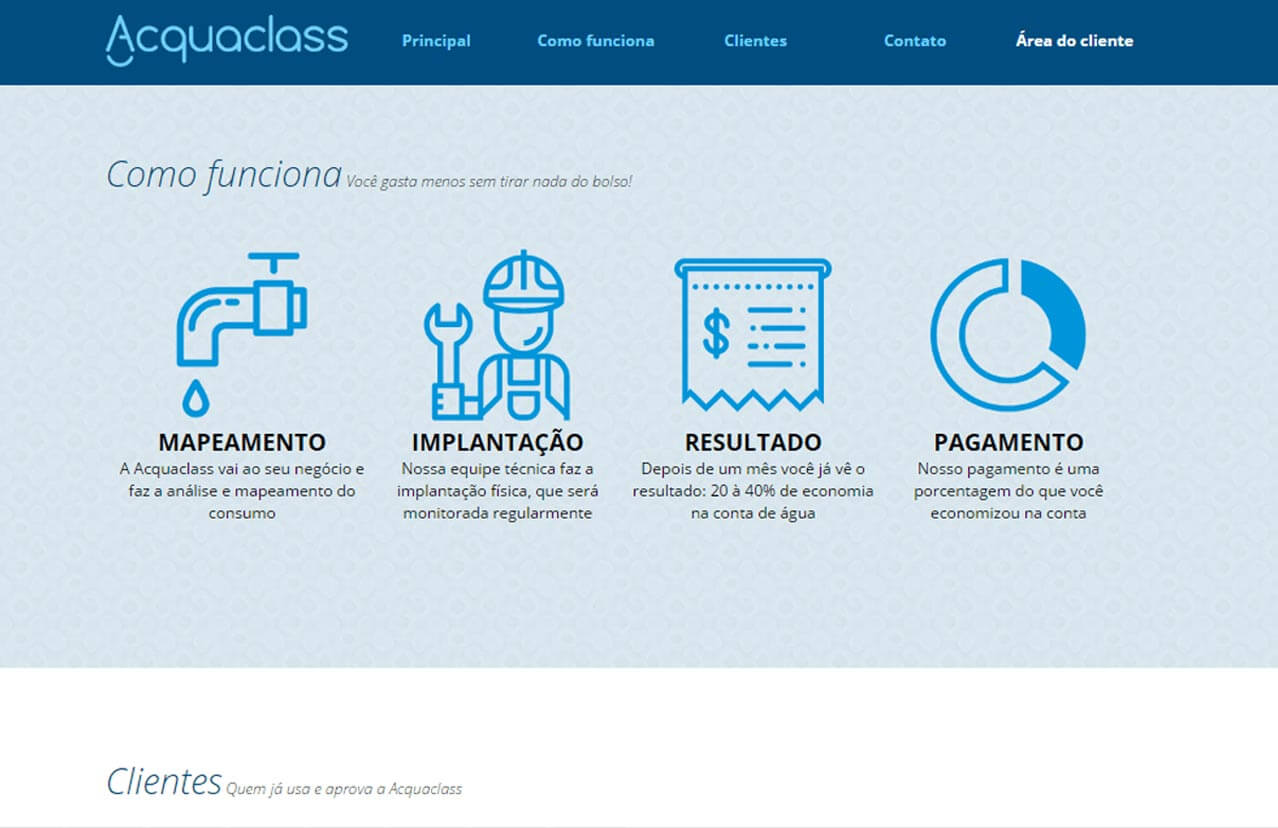 Acquaclass
Principal
Como funciona
Clientes
Contato
Área do cliente
Como funciona Você gasta menos sem tirar nada do bolso!
$
MAPEAMENTO
A Acquaclass vai ao seu negócio e
faz a análise e mapeamento do
consumo
IMPLANTAÇÃO
Nossa equipe técnica faz a
implantação física, que será
monitorada regularmente
RESULTADO
Depois de um mês você já vê o
resultado: 20 à 40% de economia
na conta de água
PAGAMENTO
Nosso pagamento é uma
porcentagem do que você
economizou na conta
Clientes Quem já usa e aprova a Acquaclass